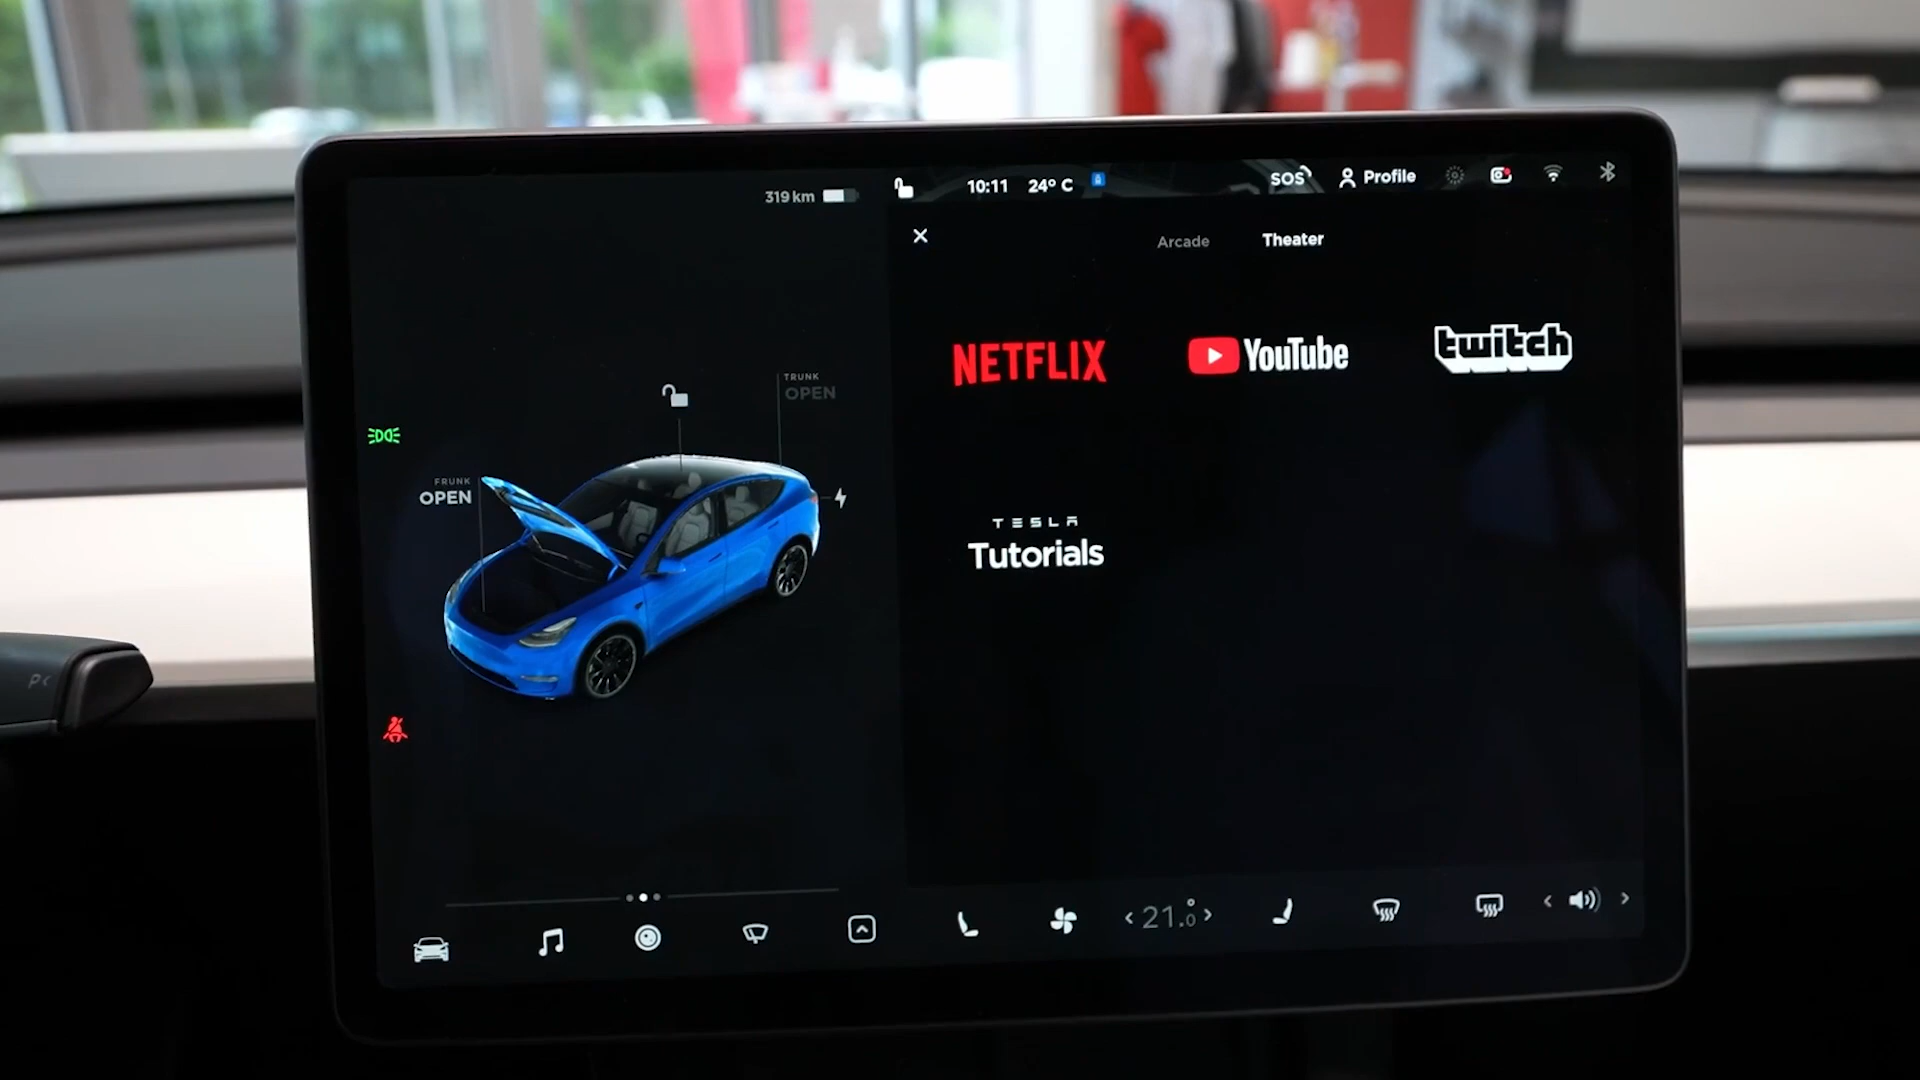 319 km
10:11 24° C
SOS Profile
Arcade Theater
NETFLIX YouTube twitch
TRUNK
OPEN
FRUNK
OPEN
TESLA
Tutorials
P<
< 21.0° >
< >